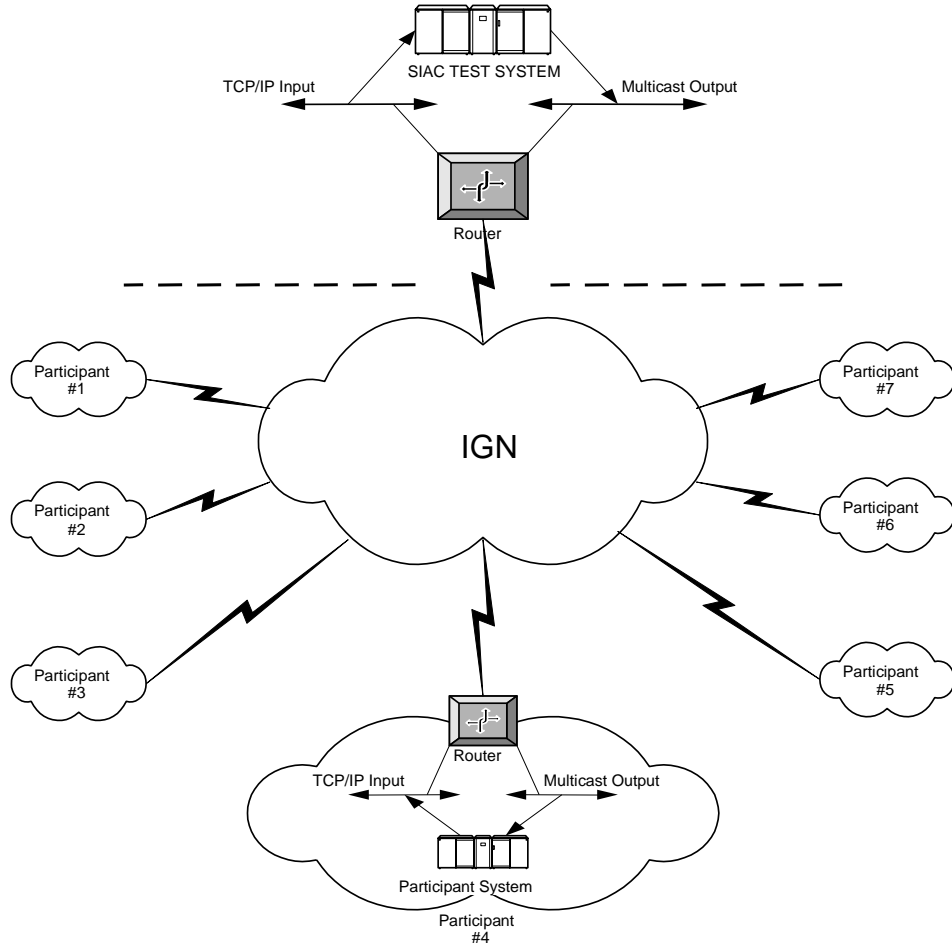 SIAC TEST SYSTEM
TCP/IP Input
Multicast Output
Router
Participant
#1
Participant
#7
IGN
Participant
#2
Participant
#6
Participant
#3
Participant
#5
Router
TCP/IP Input
Multicast Output
Participant System
Participant
#4